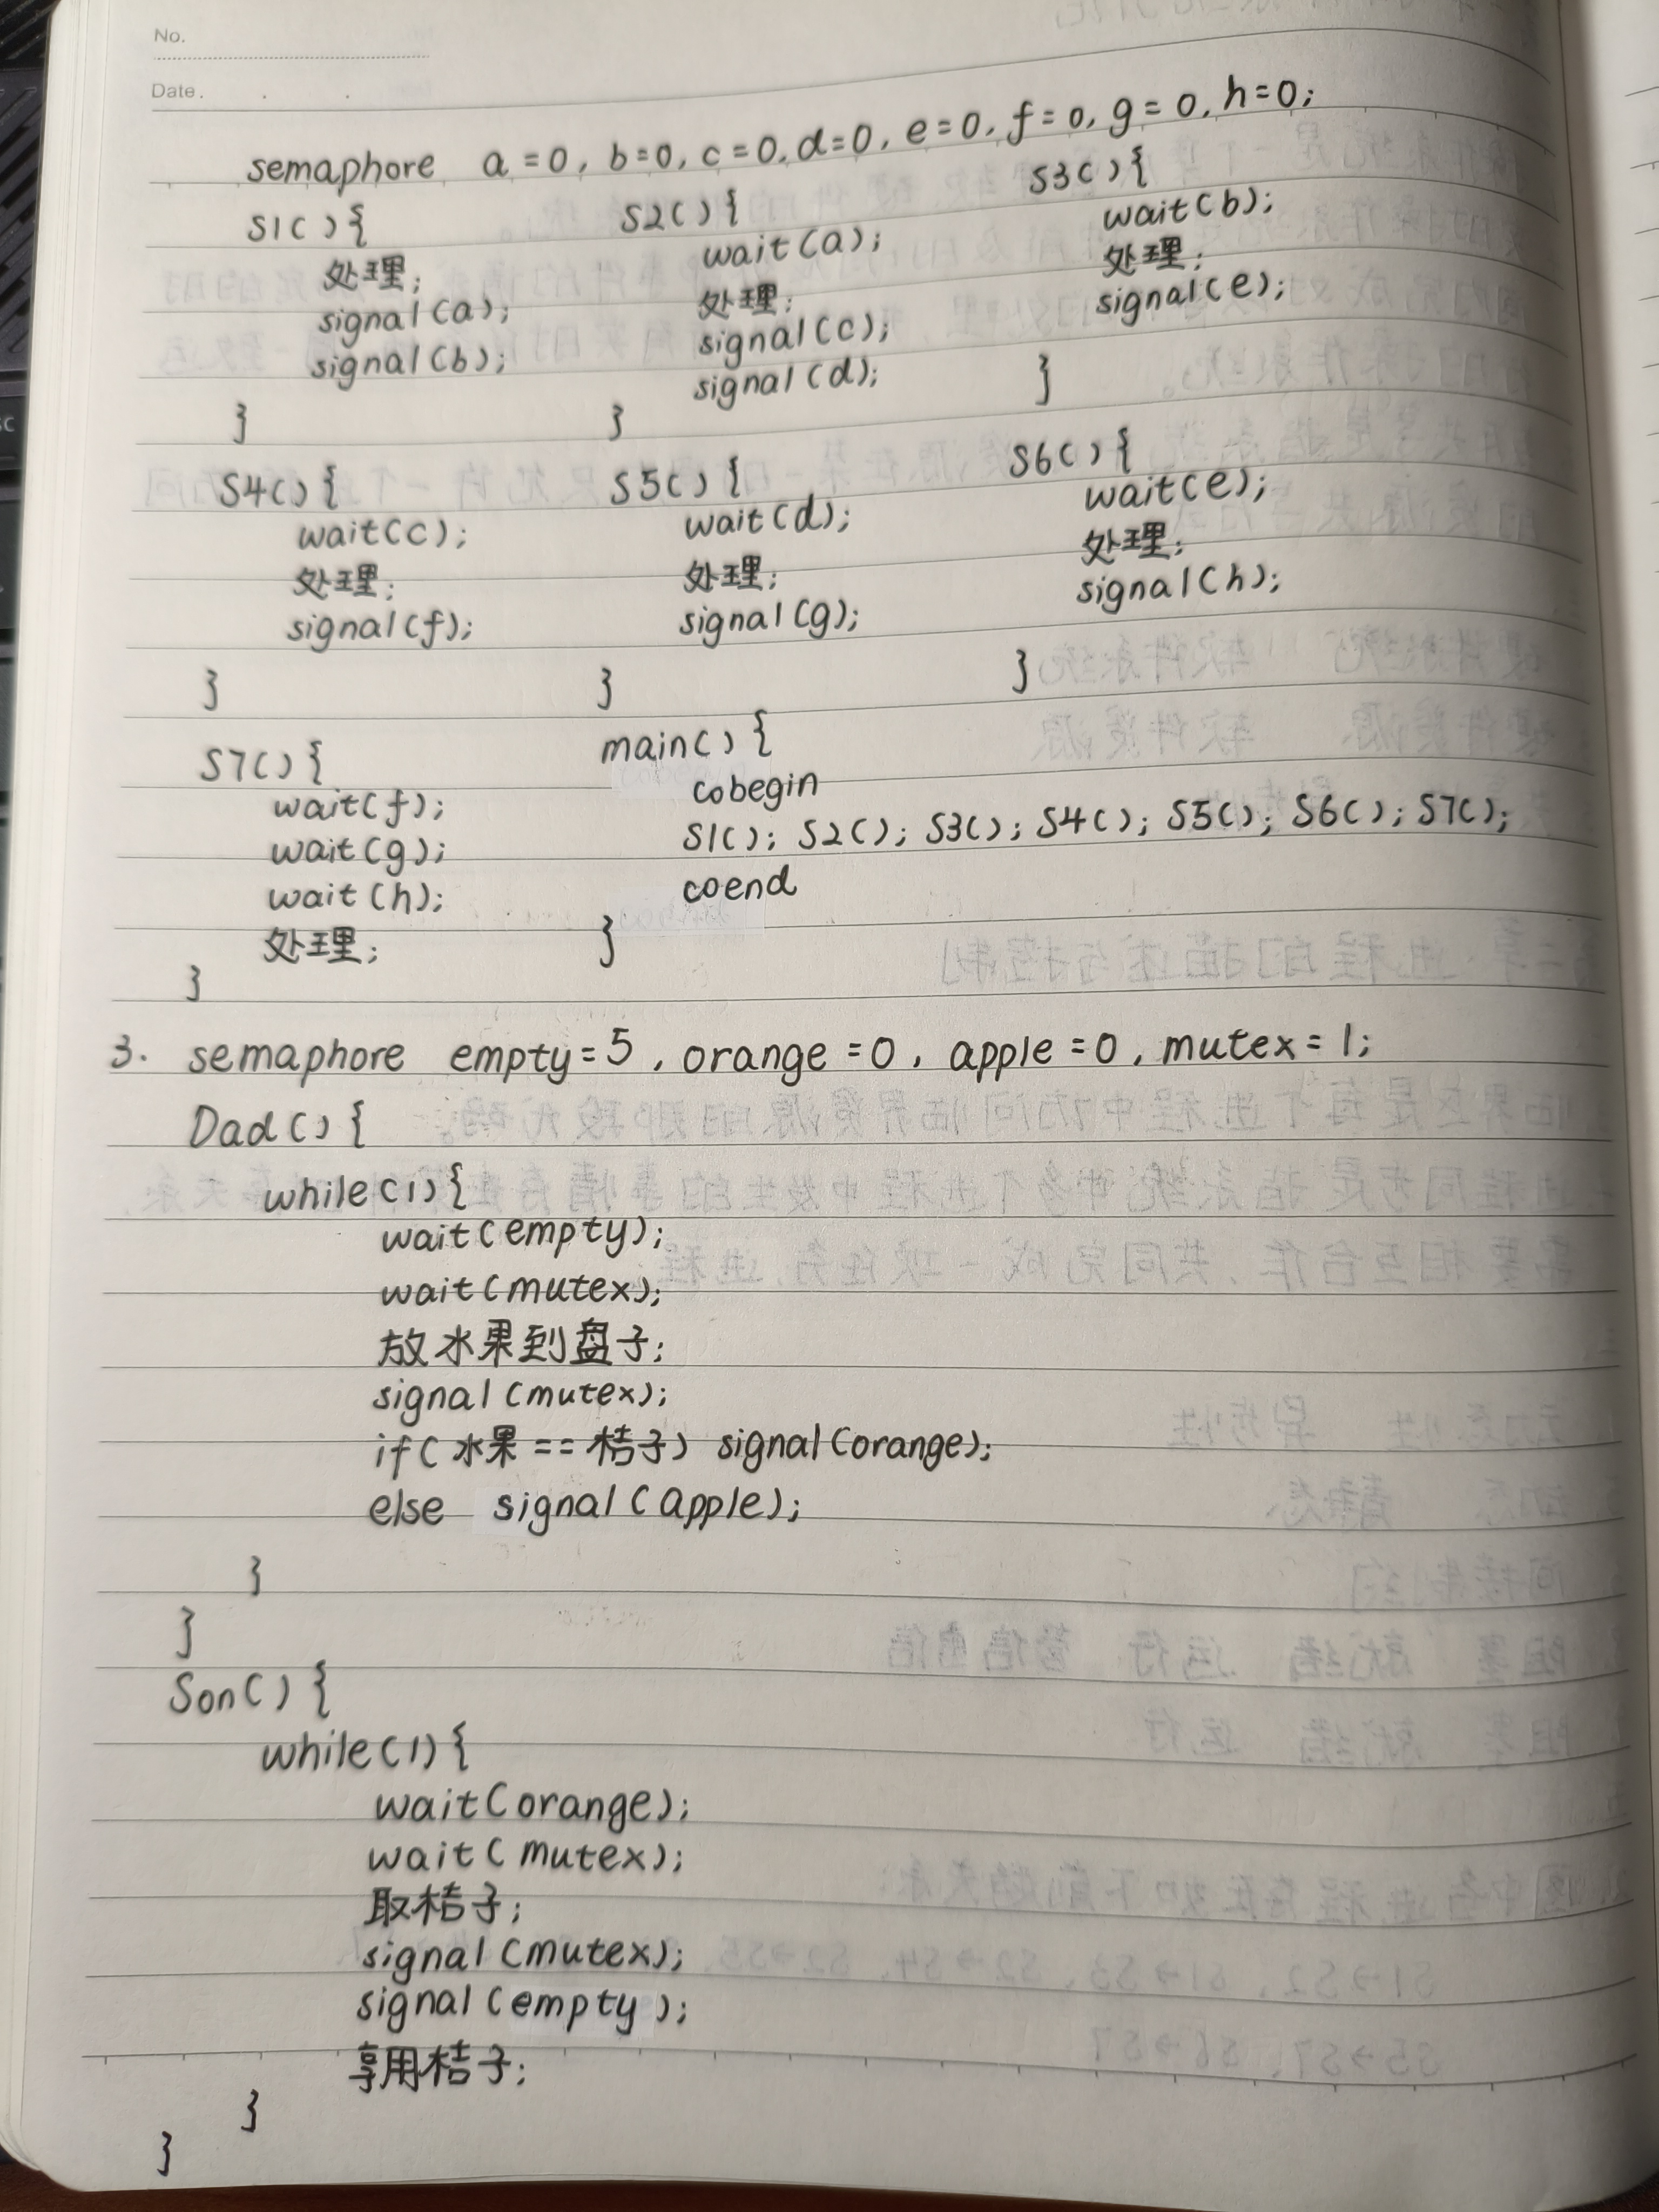 No.
Date.
semaphore a=0, b=0, c=0, d=0, e=0, f=0, g=0, h=0;
S1(){
处理;
signal(a);
signal(b);
}
S2(){
wait(a);
处理;
signal(c);
signal(d);
}
S3(){
wait(b);
处理;
signal(e);
}
S4(){
wait(c);
处理;
signal(f);
}
S5(){
wait(d);
处理;
signal(g);
}
S6(){
wait(e);
处理;
signal(h);
}
S7(){
wait(f);
wait(g);
wait(h);
处理;
}
main(){
cobegin
S1(); S2(); S3(); S4(); S5(); S6(); S7();
coend
}
3. semaphore empty=5, orange=0, apple=0, mutex=1;
Dad(){
while(1){
wait(empty);
wait(mutex);
放水果到盘子;
signal(mutex);
if(水果==桔子) signal(orange);
else signal(apple);
}
}
Son(){
while(1){
wait(orange);
wait(mutex);
取桔子;
signal(mutex);
signal(empty);
享用桔子;
}
}